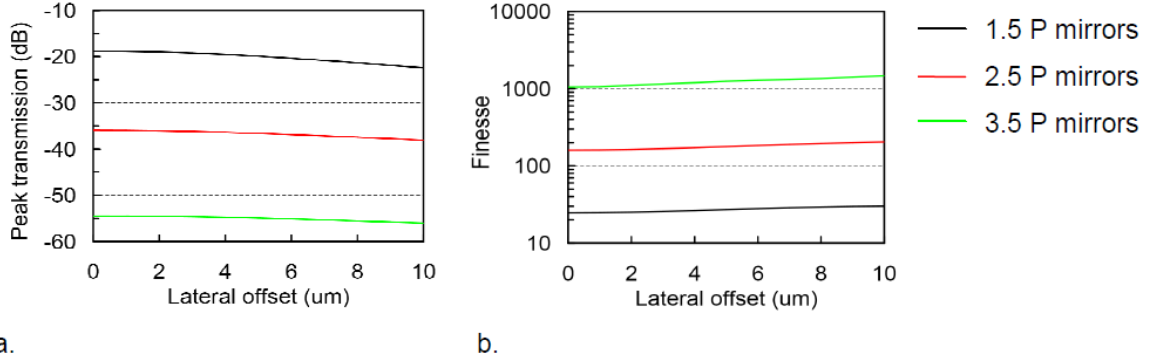 Peak transmission (dB)
-10
-20
-30
-40
-50
-60
0 2 4 6 8 10
Lateral offset (um)
a.
Finesse
10000
1000
100
10
0 2 4 6 8 10
Lateral offset (um)
b.
1.5 P mirrors
2.5 P mirrors
3.5 P mirrors